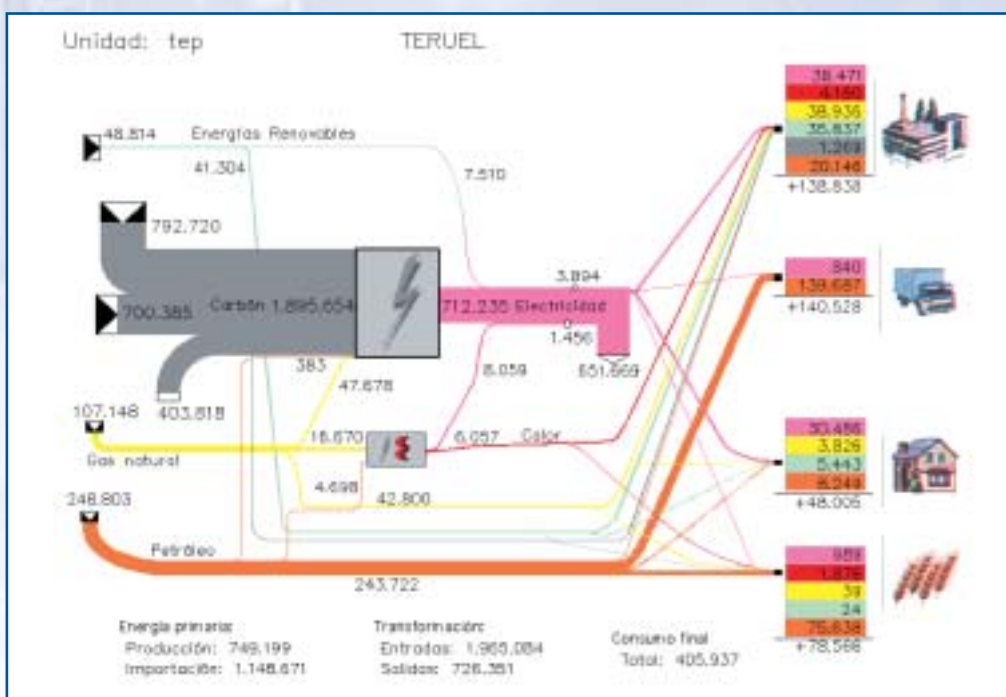 Unidad: tep
TERUEL
48.814
Energías Renovables
41.304
7.510
792.720
700.385
Carbón 1.895.654
712.235 Electricidad
3.894
1.456
651.669
383
47.678
8.059
403.818
107.148
Gas natural
18.670
6.057
Calor
4.698
42.800
248.803
Petróleo
243.722
38.471
4.180
38.936
35.837
1.269
20.146
+138.838
840
139.687
+140.528
30.486
3.826
5.443
8.249
+48.005
989
1.876
39
24
75.638
+78.566
Energía primaria:
Producción: 749.199
Importación: 1.148.671
Transformación:
Entradas: 1.965.084
Salidas: 726.351
Consumo final
Total: 405.937